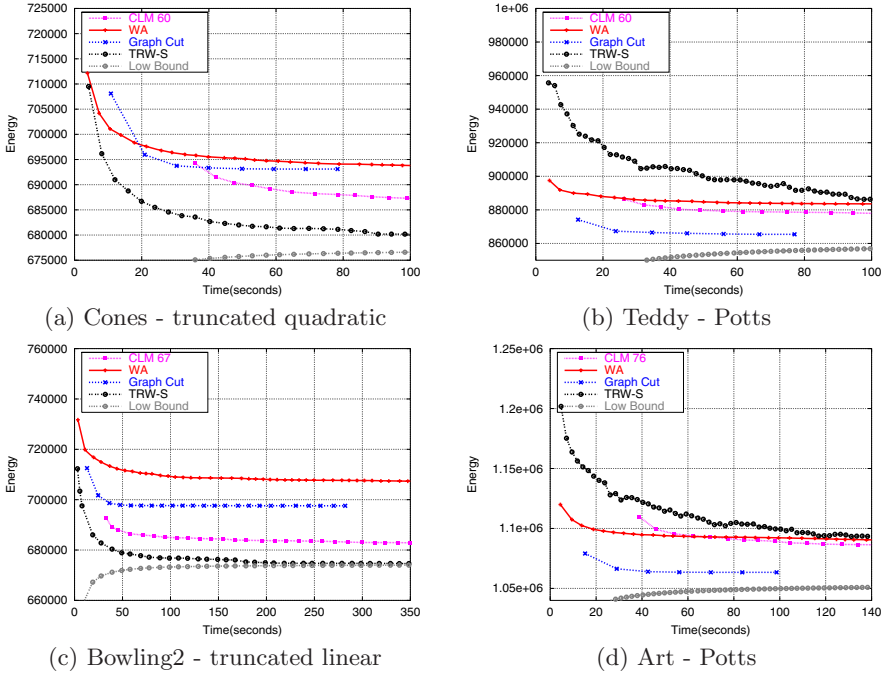 725000
720000
715000
710000
705000
700000
695000
690000
685000
680000
675000
Energy
CLM 60
WA
Graph Cut
TRW-S
Low Bound
0 20 40 60 80 100
Time(seconds)
(a) Cones - truncated quadratic
1e+06
980000
960000
940000
920000
900000
880000
860000
Energy
CLM 60
WA
Graph Cut
TRW-S
Low Bound
0 20 40 60 80 100
Time(seconds)
(b) Teddy - Potts
760000
740000
720000
700000
680000
660000
Energy
CLM 67
WA
Graph Cut
TRW-S
Low Bound
0 50 100 150 200 250 300 350
Time(seconds)
(c) Bowling2 - truncated linear
1.25e+06
1.2e+06
1.15e+06
1.1e+06
1.05e+06
Energy
CLM 76
WA
Graph Cut
TRW-S
Low Bound
0 20 40 60 80 100 120 140
Time(seconds)
(d) Art - Potts